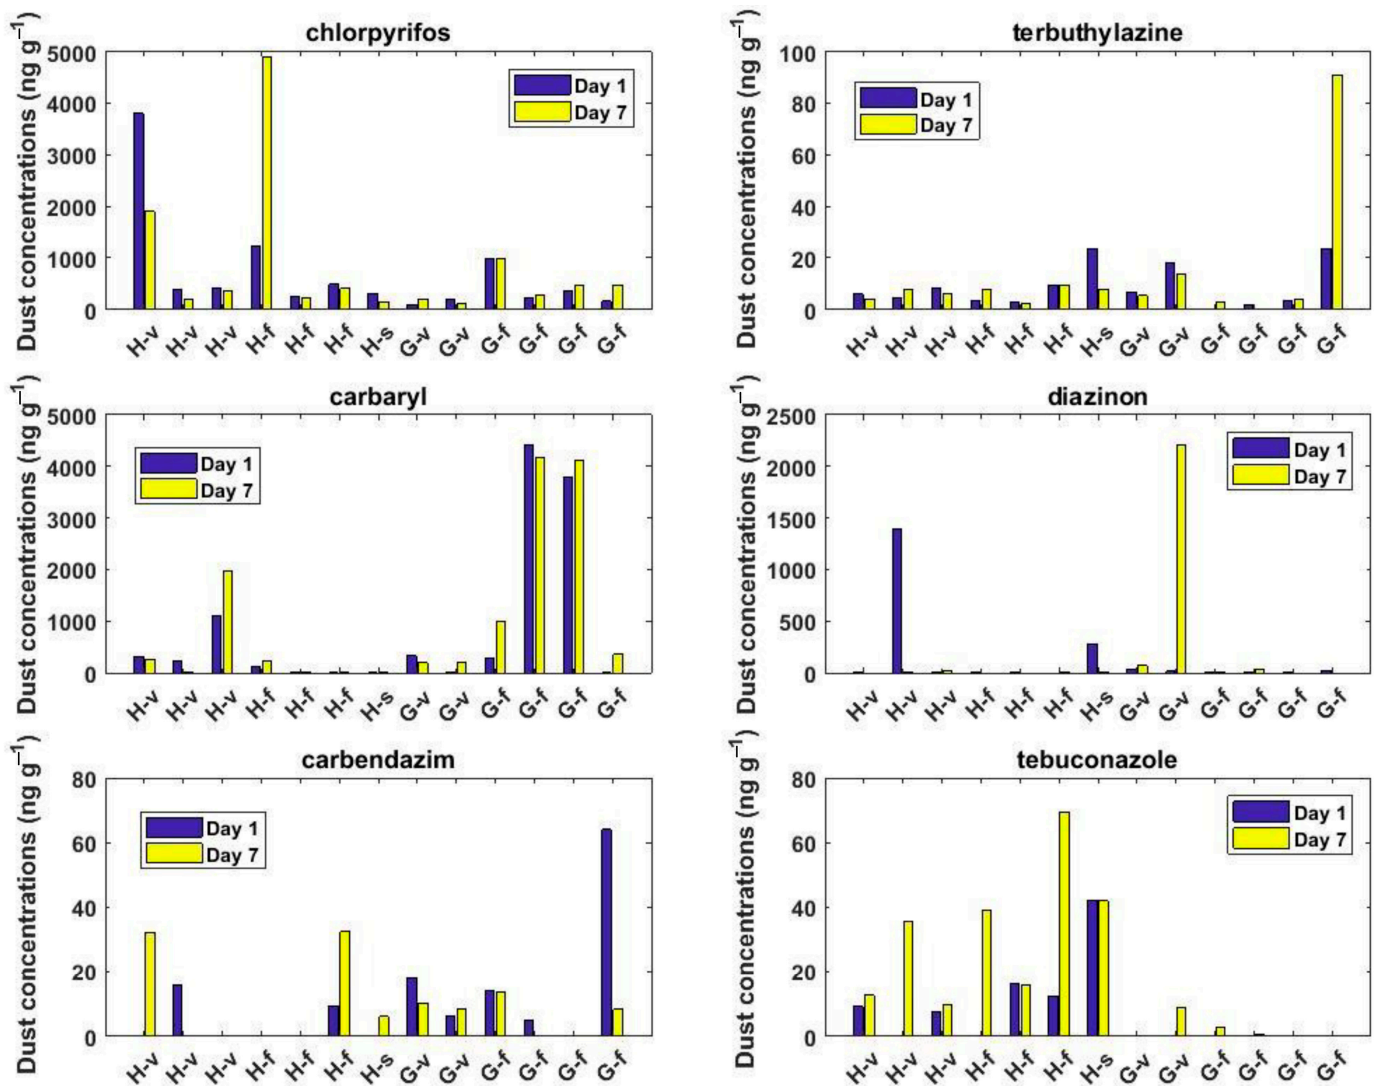 chlorpyrifos
Dust concentrations (ng g⁻¹)
5000
4000
3000
2000
1000
0
Day 1
Day 7
H-v H-v H-v H-f H-f H-f H-s G-v G-v G-f G-f G-f G-f
terbuthylazine
Dust concentrations (ng g⁻¹)
100
80
60
40
20
0
Day 1
Day 7
H-v H-v H-v H-f H-f H-f H-s G-v G-v G-f G-f G-f G-f
carbaryl
Dust concentrations (ng g⁻¹)
5000
4000
3000
2000
1000
0
Day 1
Day 7
H-v H-v H-v H-f H-f H-f H-s G-v G-v G-f G-f G-f G-f
diazinon
Dust concentrations (ng g⁻¹)
2500
2000
1500
1000
500
0
Day 1
Day 7
H-v H-v H-v H-f H-f H-f H-s G-v G-v G-f G-f G-f G-f
carbendazim
Dust concentrations (ng g⁻¹)
80
60
40
20
0
Day 1
Day 7
H-v H-v H-v H-f H-f H-f H-s G-v G-v G-f G-f G-f G-f
tebuconazole
Dust concentrations (ng g⁻¹)
80
60
40
20
0
Day 1
Day 7
H-v H-v H-v H-f H-f H-f H-s G-v G-v G-f G-f G-f G-f